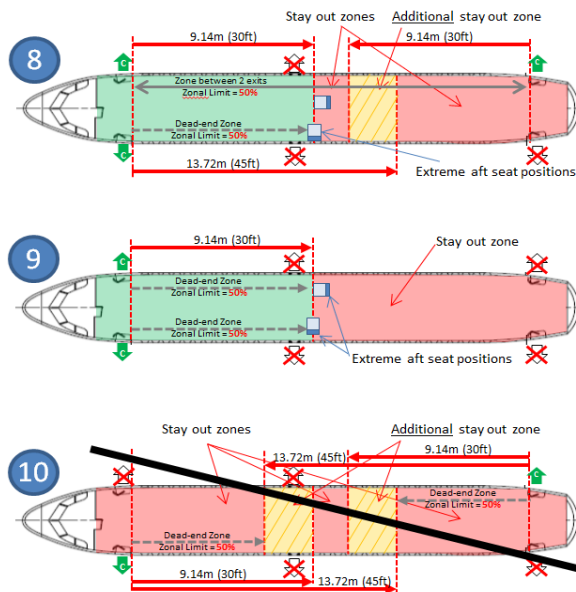 Stay out zones
Additional stay out zone
9.14m (30ft)
9.14m (30ft)
8
C
C
Zone between 2 exits
Zonal Limit = 50%
Dead-end Zone
Zonal Limit = 50%
C
13.72m (45ft)
Extreme aft seat positions
9.14m (30ft)
Stay out zone
9
C
C
Dead-end Zone
Zonal Limit = 50%
Dead-end Zone
Zonal Limit = 50%
Extreme aft seat positions
Stay out zones
Additional stay out zone
13.72m (45ft)
9.14m (30ft)
10
C
Dead-end Zone
Zonal Limit = 50%
Dead-end Zone
Zonal Limit = 50%
C
9.14m (30ft)
13.72m (45ft)